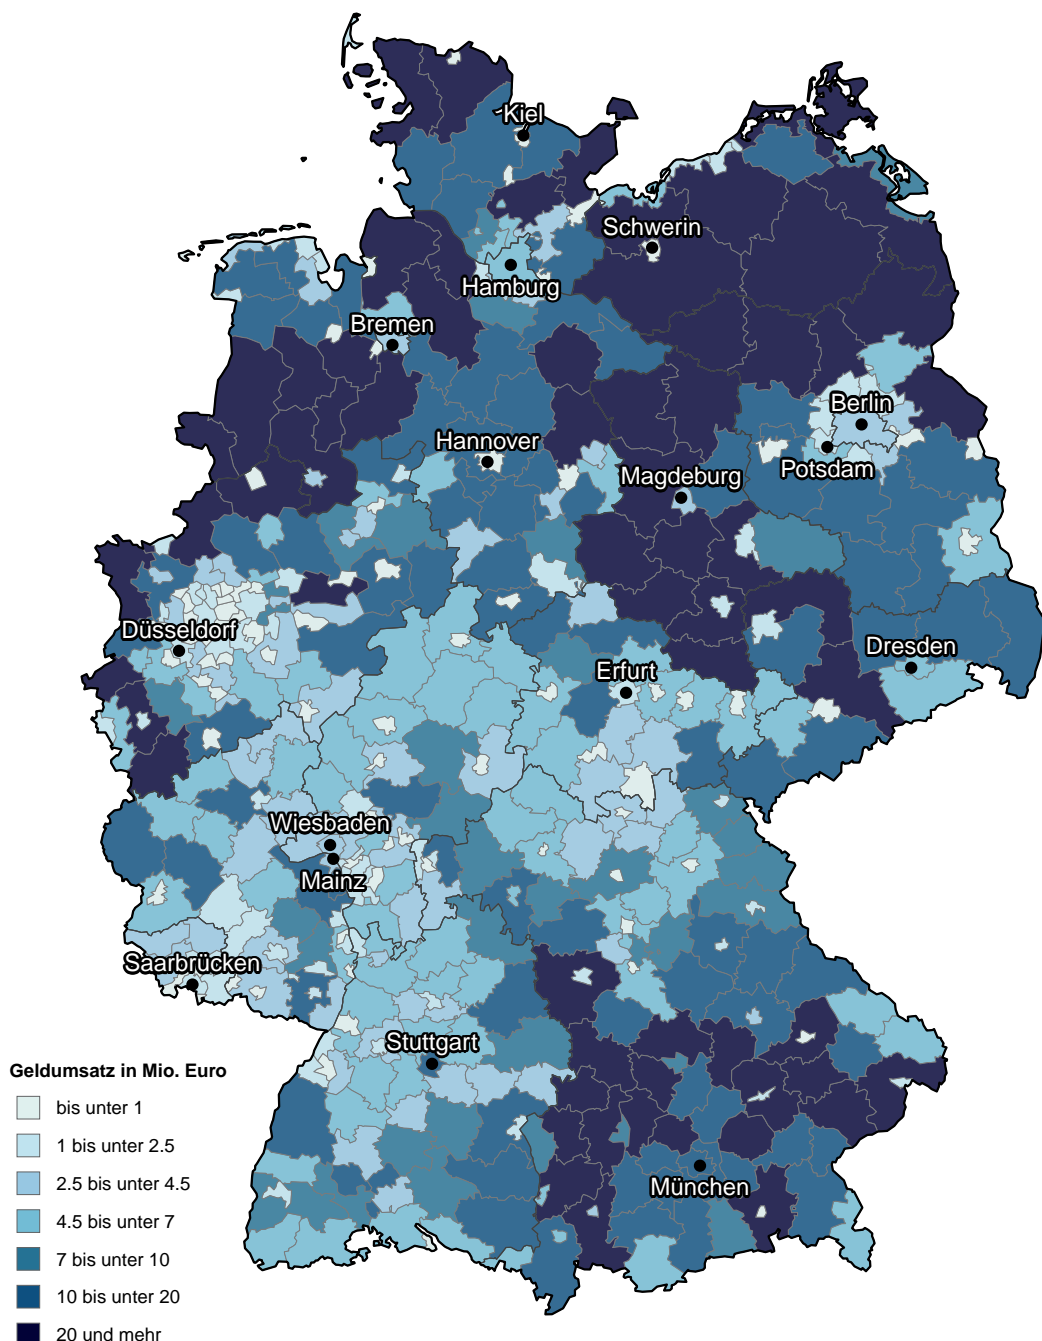 Kiel
Schwerin
Hamburg
Bremen
Berlin
Hannover
Potsdam
Magdeburg
Düsseldorf
Dresden
Erfurt
Wiesbaden
Mainz
Saarbrücken
Stuttgart
München
Geldumsatz in Mio. Euro
bis unter 1
1 bis unter 2.5
2.5 bis unter 4.5
4.5 bis unter 7
7 bis unter 10
10 bis unter 20
20 und mehr